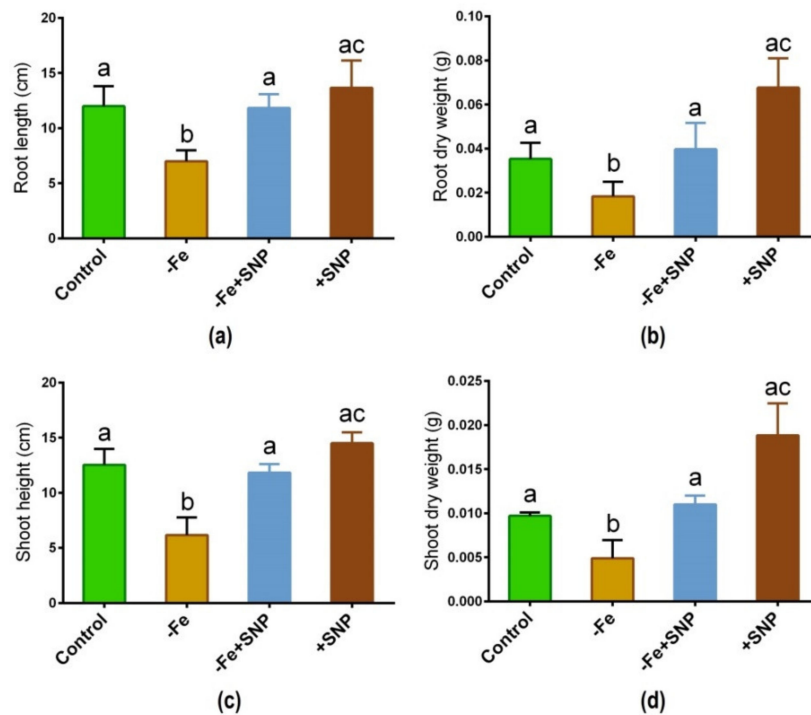 20
15
10
5
0
Root length (cm)
a
b
a
ac
Control
-Fe
-Fe+SNP
+SNP
(a)
0.10
0.08
0.06
0.04
0.02
0.00
Root dry weight (g)
a
b
a
ac
Control
-Fe
-Fe+SNP
+SNP
(b)
20
15
10
5
0
Shoot height (cm)
a
b
a
ac
Control
-Fe
-Fe+SNP
+SNP
(c)
0.025
0.020
0.015
0.010
0.005
0.000
Shoot dry weight (g)
a
b
a
ac
Control
-Fe
-Fe+SNP
+SNP
(d)